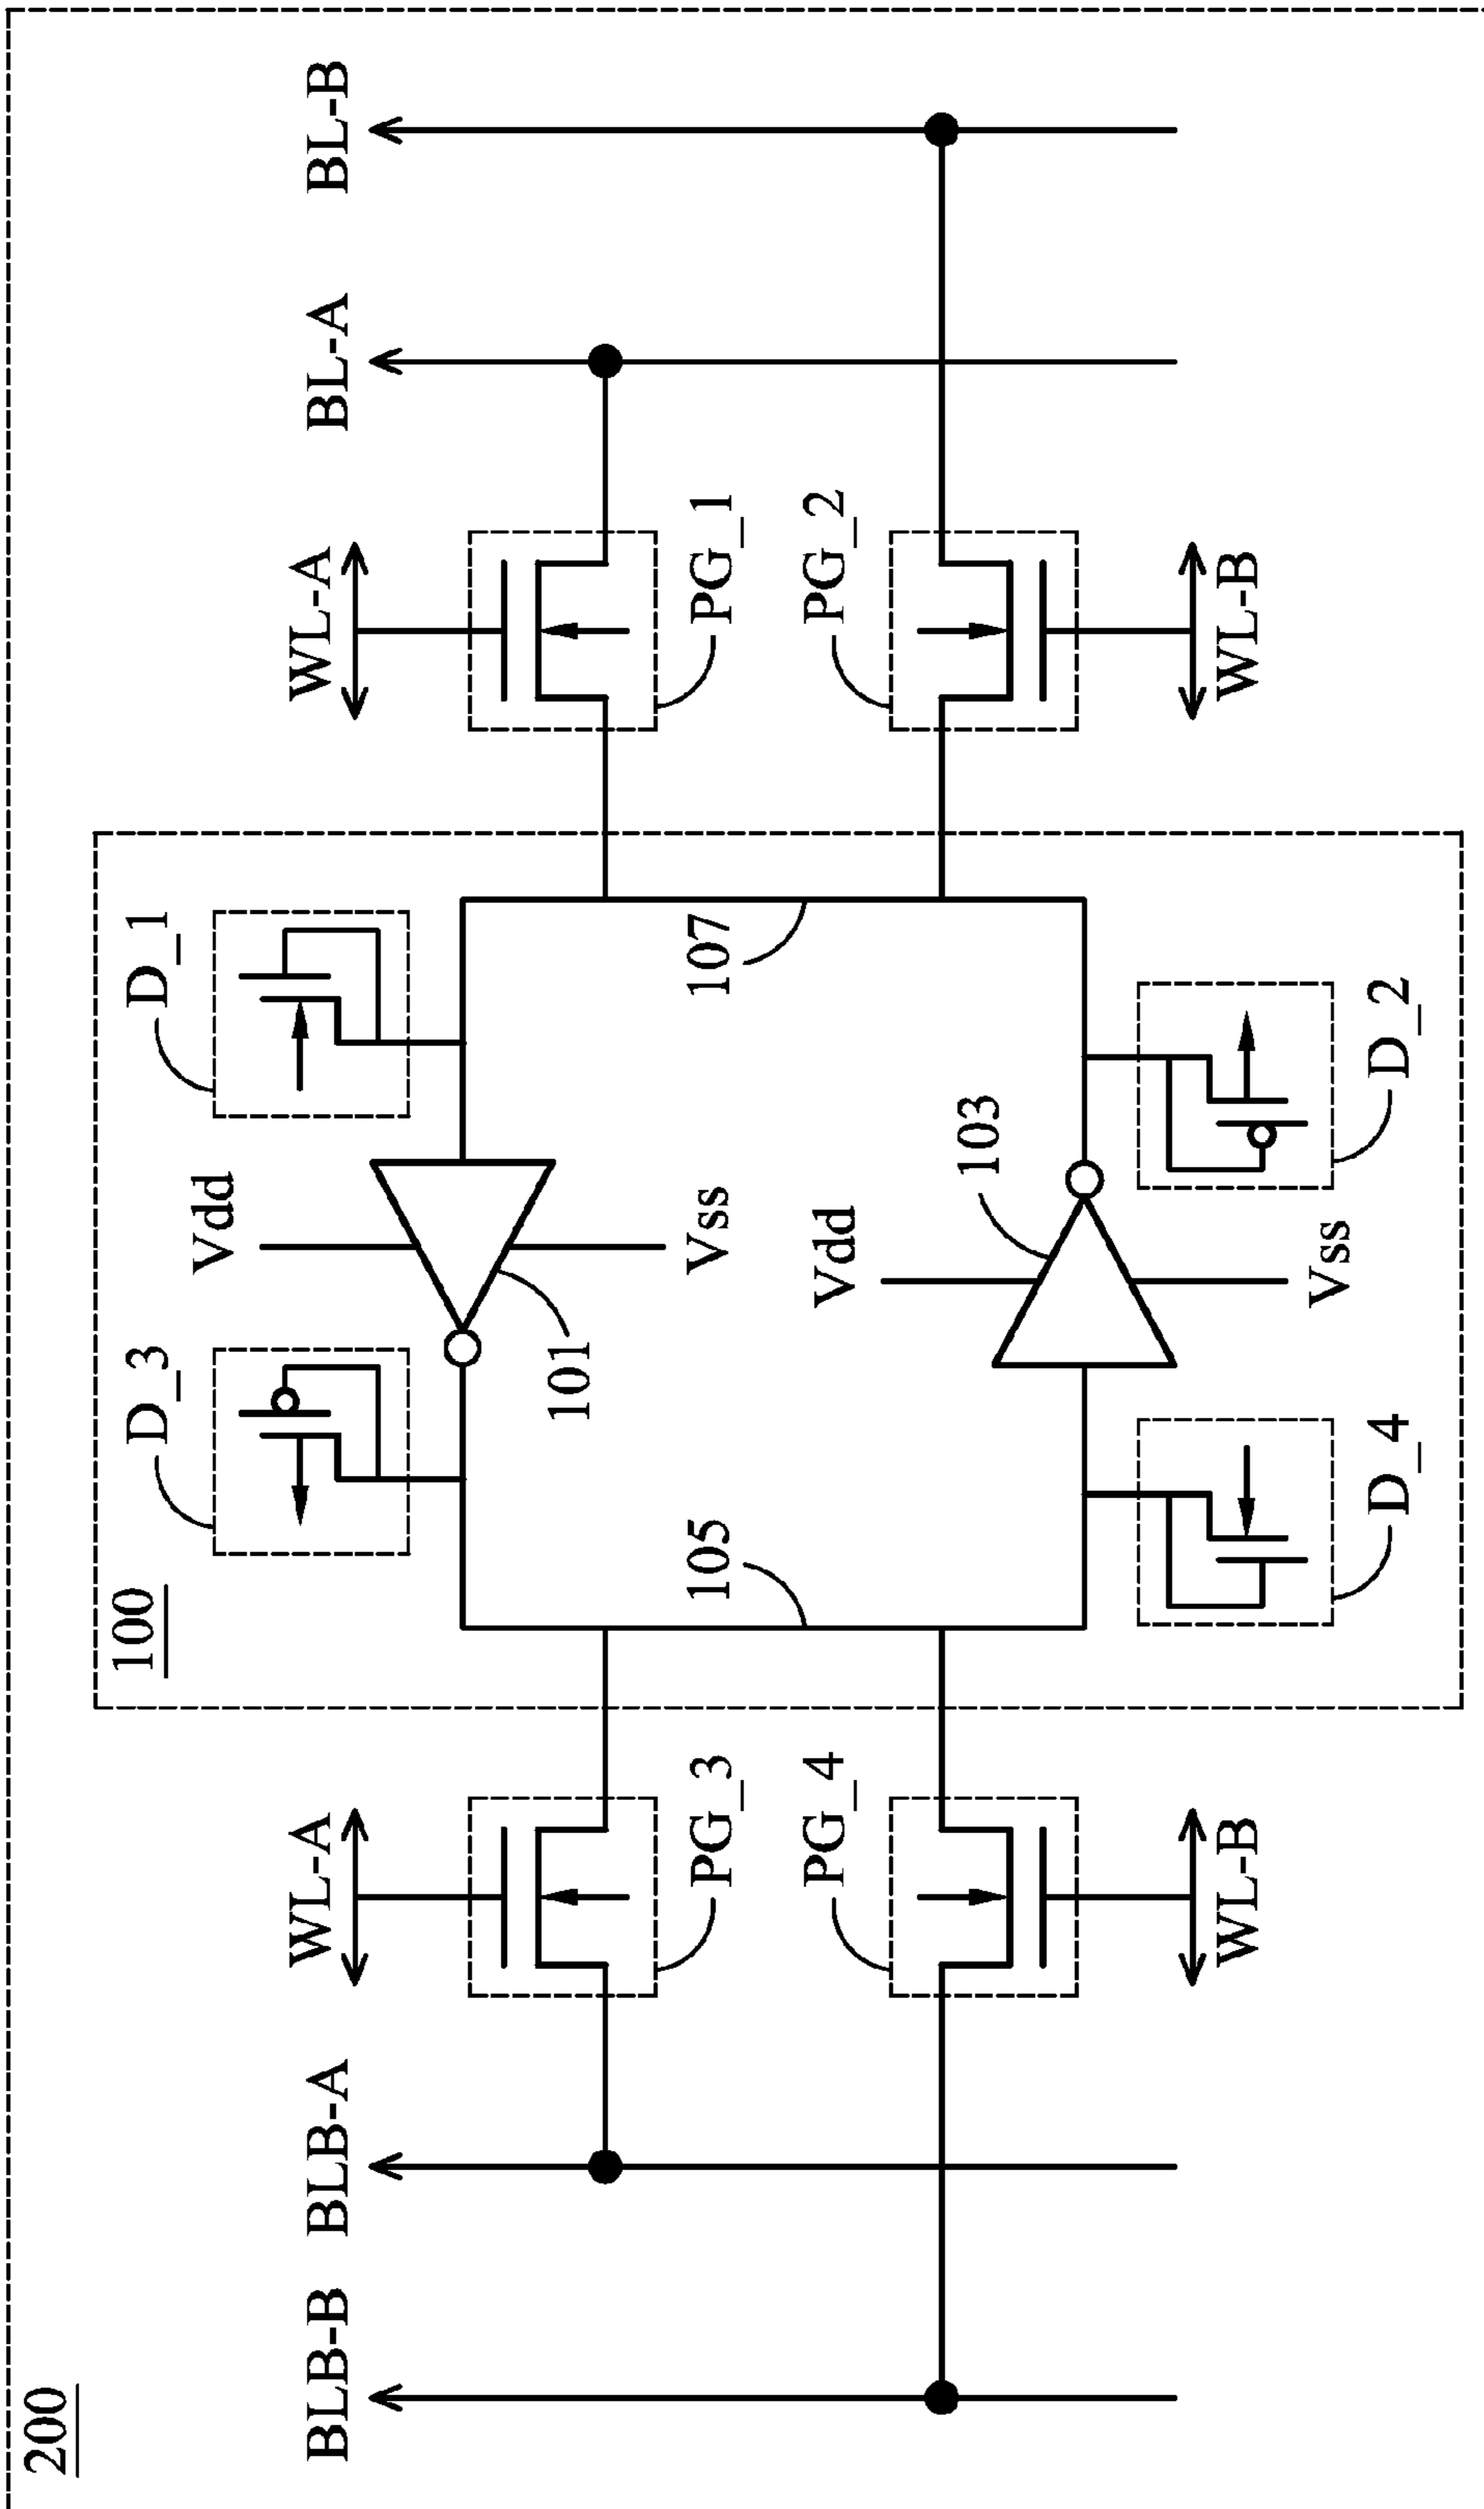 200
BLB-B
BLB-A
BL-A
BL-B
WL-A
WL-A
100
D_3
D_1
Vdd
101
Vss
PG_3
PG_1
105
107
PG_4
PG_2
Vdd
103
Vss
WL-B
WL-B
D_4
D_2